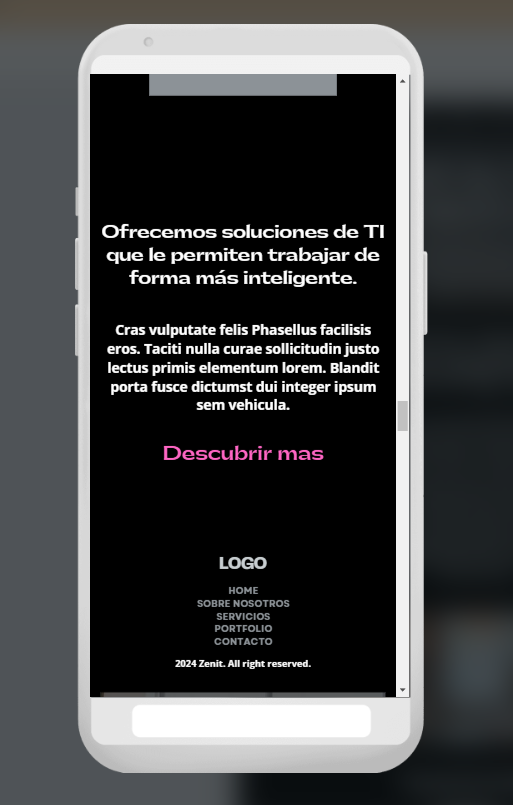 Ofrecemos soluciones de TI
que le permiten trabajar de
forma más inteligente.
Cras vulputate felis Phasellus facilisis
eros. Taciti nulla curae sollicitudin justo
lectus primis elementum lorem. Blandit
porta fusce dictumst dui integer ipsum
sem vehicula.
Descubrir mas
LOGO
HOME
SOBRE NOSOTROS
SERVICIOS
PORTFOLIO
CONTACTO
2024 Zenit. All right reserved.